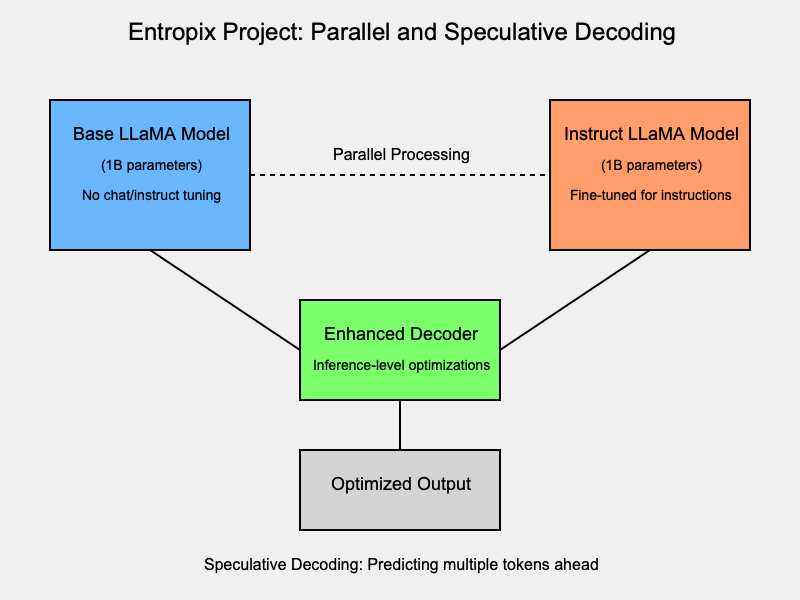 Entropix Project: Parallel and Speculative Decoding
Base LLaMA Model
(1B parameters)
No chat/instruct tuning
Parallel Processing
Instruct LLaMA Model
(1B parameters)
Fine-tuned for instructions
Enhanced Decoder
Inference-level optimizations
Optimized Output
Speculative Decoding: Predicting multiple tokens ahead